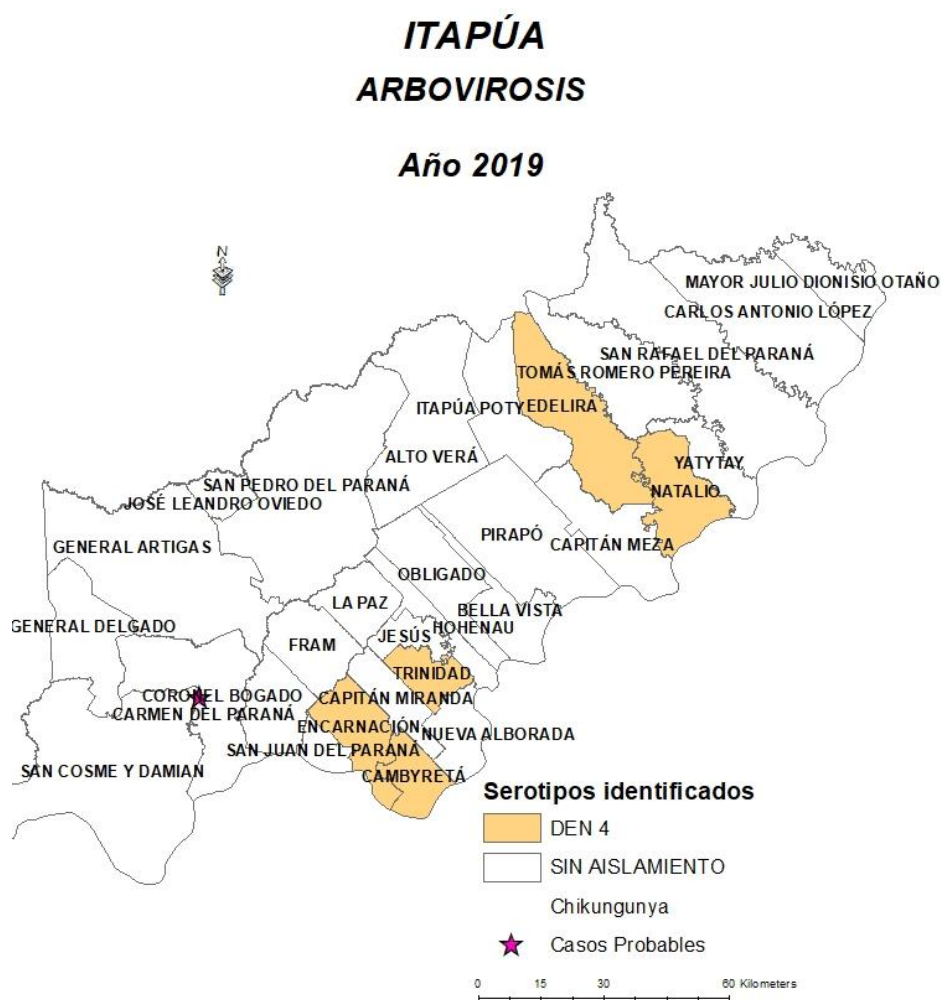 ITAPÚA
ARBOVIROSIS
Año 2019
N
MAYOR JULIO DIONISIO OTAÑO
CARLOS ANTONIO LÓPEZ
SAN RAFAEL DEL PARANÁ
TOMÁS ROMERO PEREIRA
ITAPÚA POTY
EDELIRA
ALTO VERÁ
YATYTAY
NATALIO
SAN PEDRO DEL PARANÁ
JOSÉ LEANDRO OVIEDO
PIRAPÓ
CAPITÁN MEZA
GENERAL ARTIGAS
OBLIGADO
LA PAZ
BELLA VISTA
HOHENAU
GENERAL DELGADO
JESÚS
FRAM
TRINIDAD
CORONEL BOGADO
CAPITÁN MIRANDA
CARMEN DEL PARANÁ
ENCARNACIÓN
NUEVA ALBORADA
SAN JUAN DEL PARANÁ
SAN COSME Y DAMIAN
CAMBYRETÁ
Serotipos identificados
DEN 4
SIN AISLAMIENTO
Chikungunya
Casos Probables
0 15 30 60 Kilometers